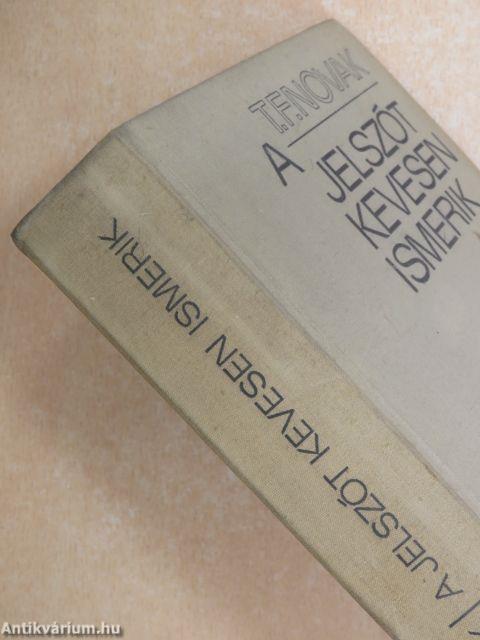 T.F.NOVAK
A JELSZÓT
KEVESEN
ISMERIK
A JELSZÓT KEVESEN ISMERIK
Antikvárium.hu